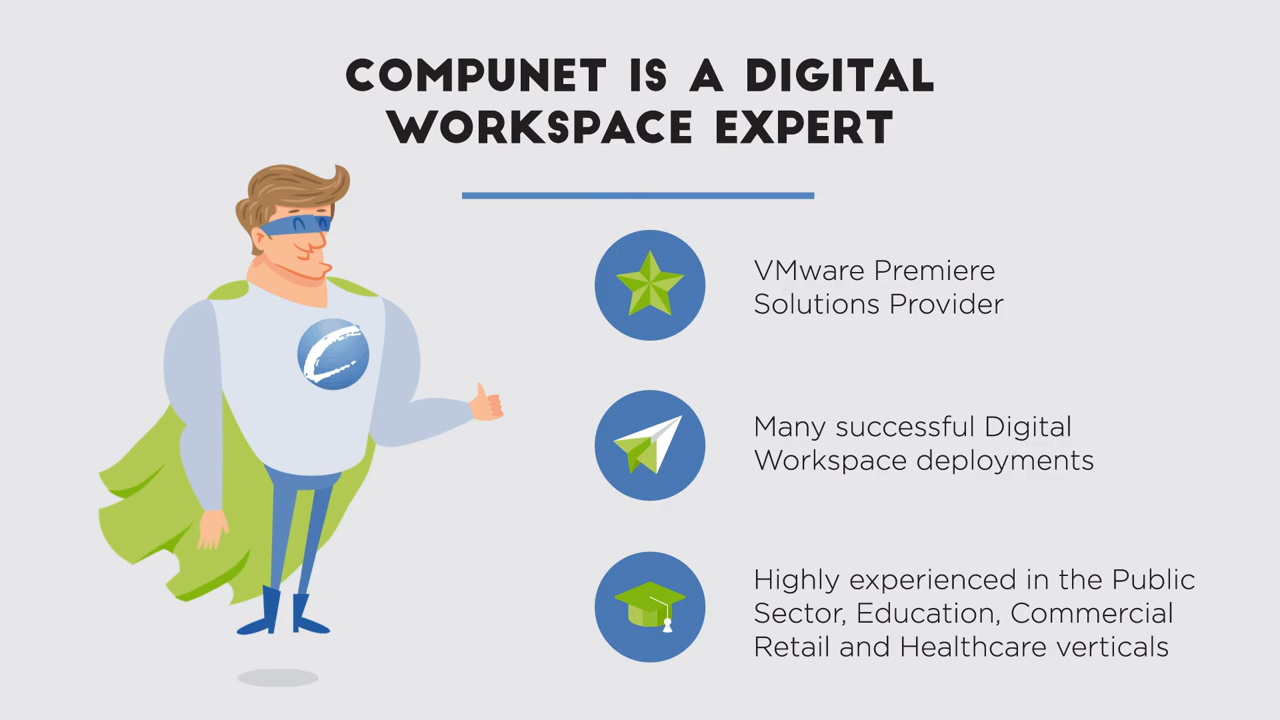 COMPUNET IS A DIGITAL
WORKSPACE EXPERT
VMware Premiere
Solutions Provider
Many successful Digital
Workspace deployments
Highly experienced in the Public
Sector, Education, Commercial
Retail and Healthcare verticals
C